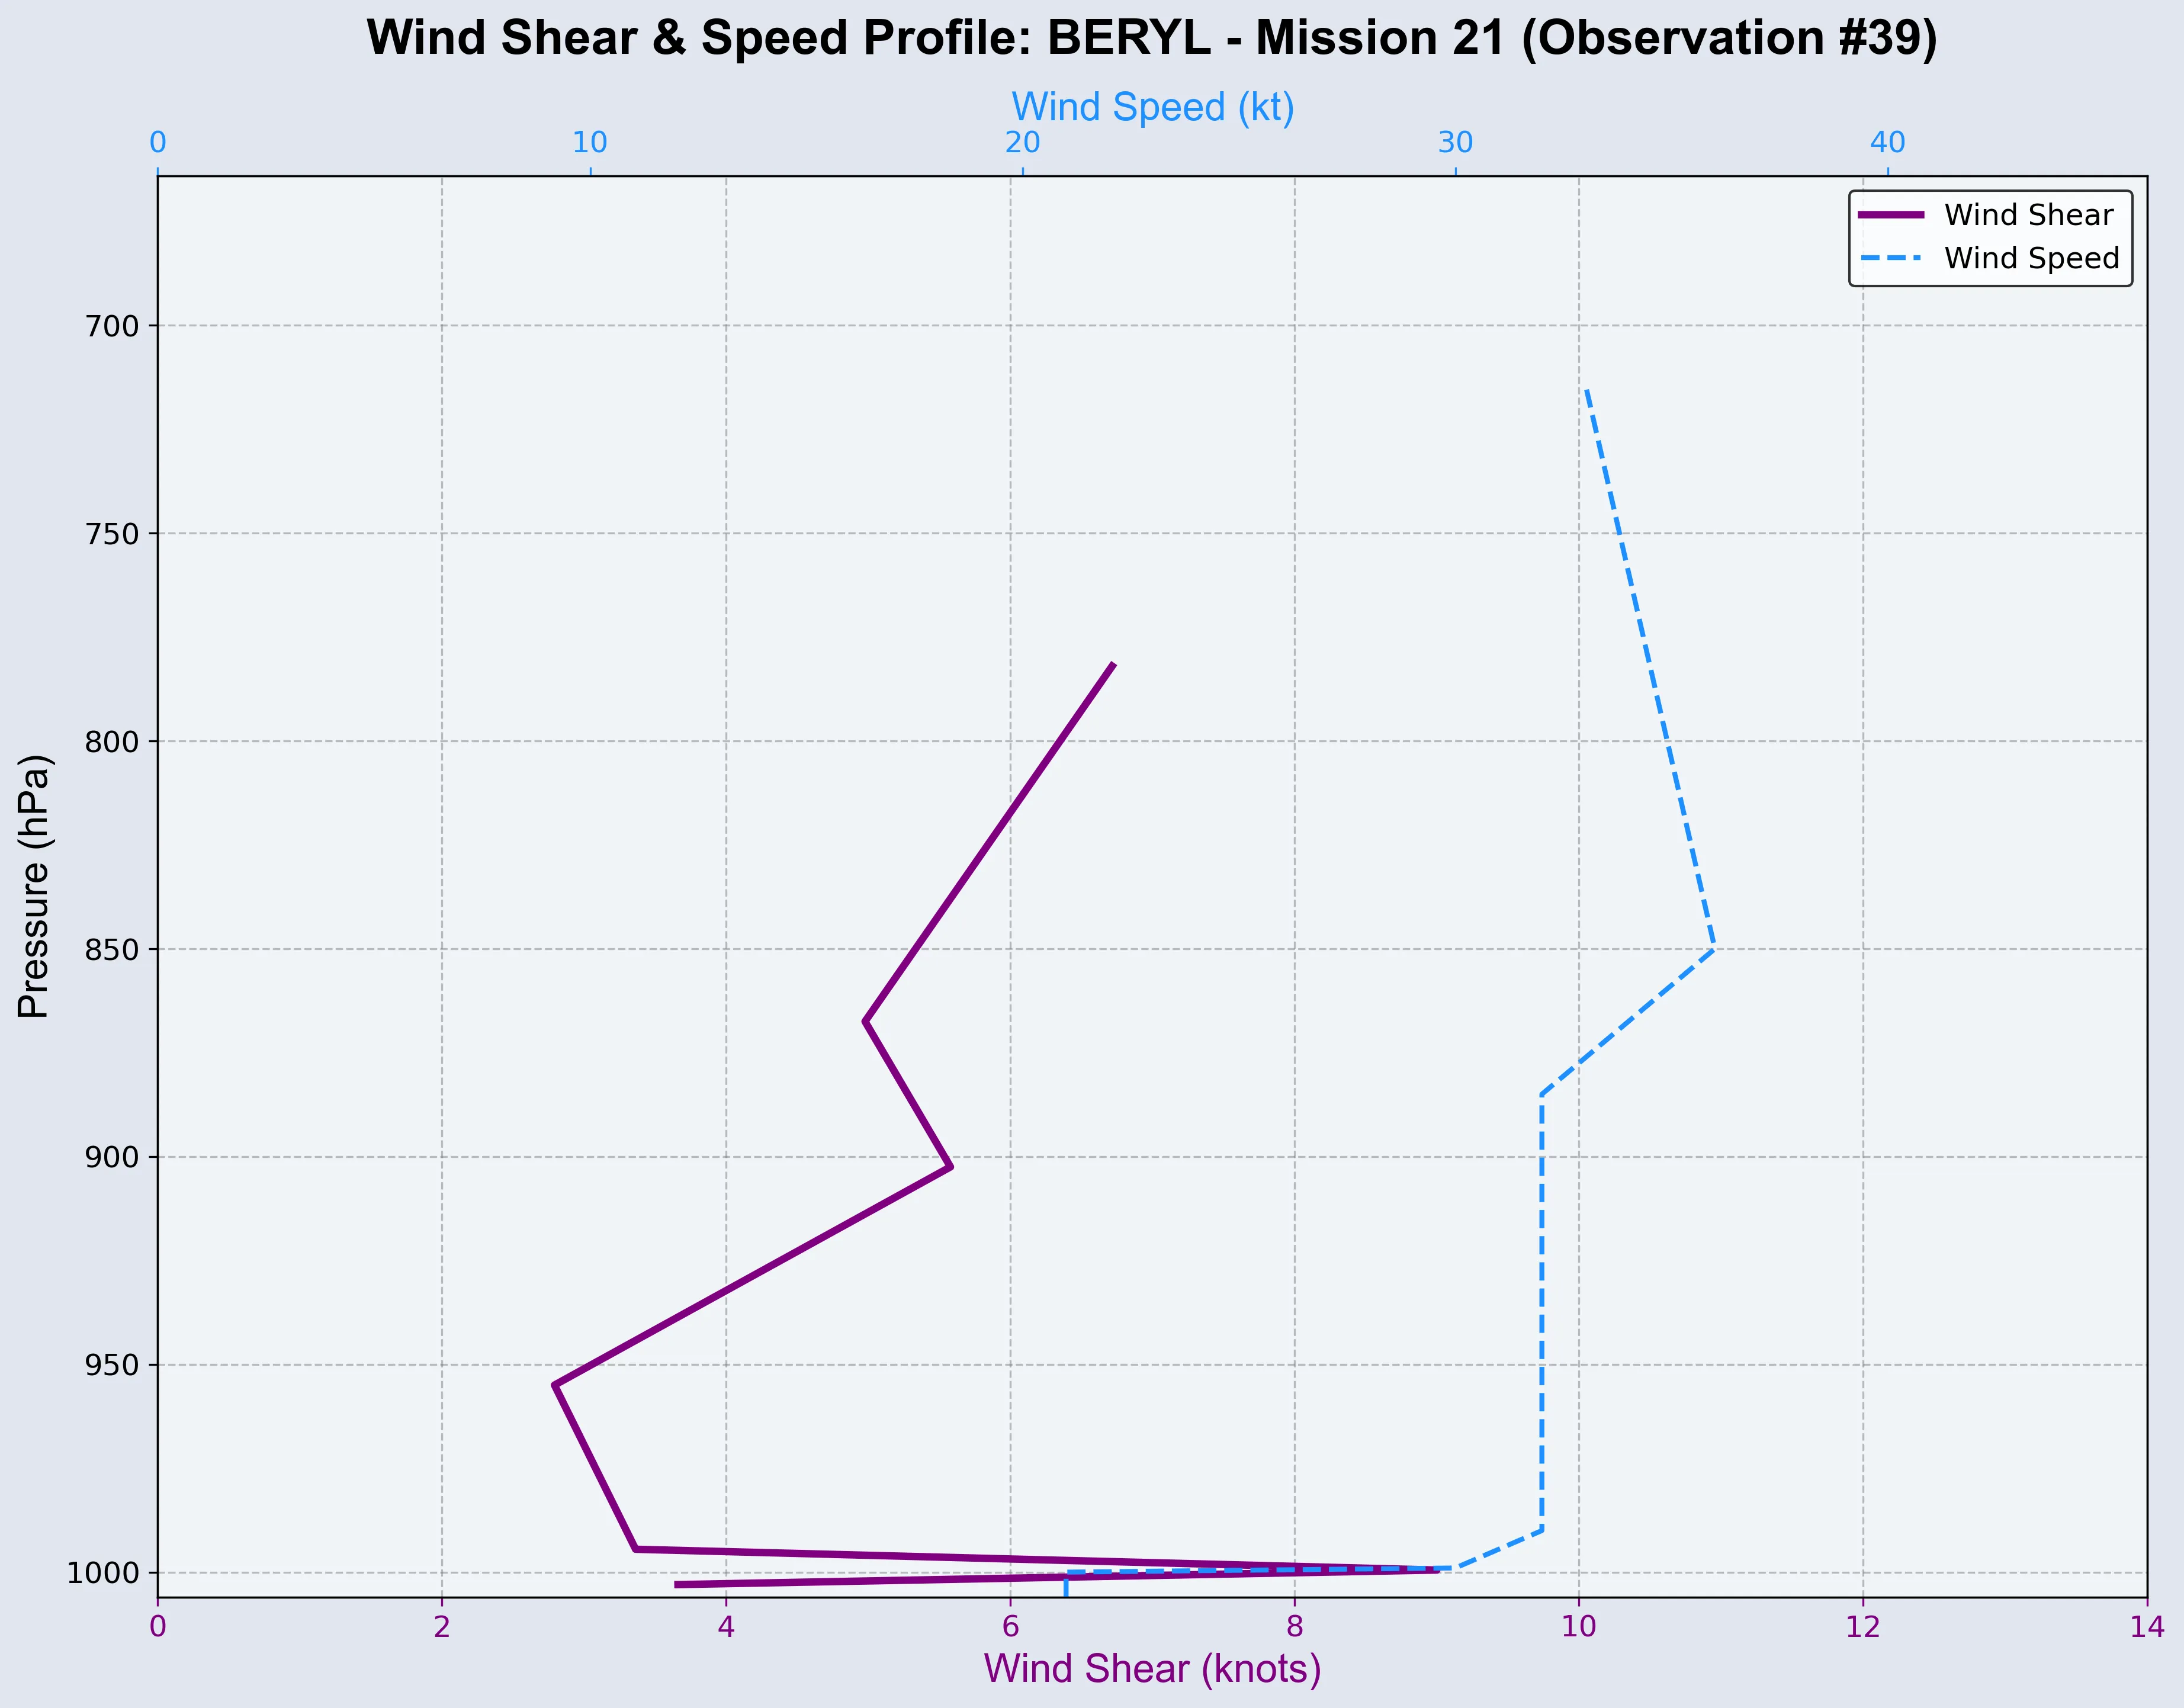 Wind Shear & Speed Profile: BERYL - Mission 21 (Observation #39)
Wind Speed (kt)
0 10 20 30 40
Wind Shear
Wind Speed
700
750
800
850
900
950
1000
Pressure (hPa)
0 2 4 6 8 10 12 14
Wind Shear (knots)